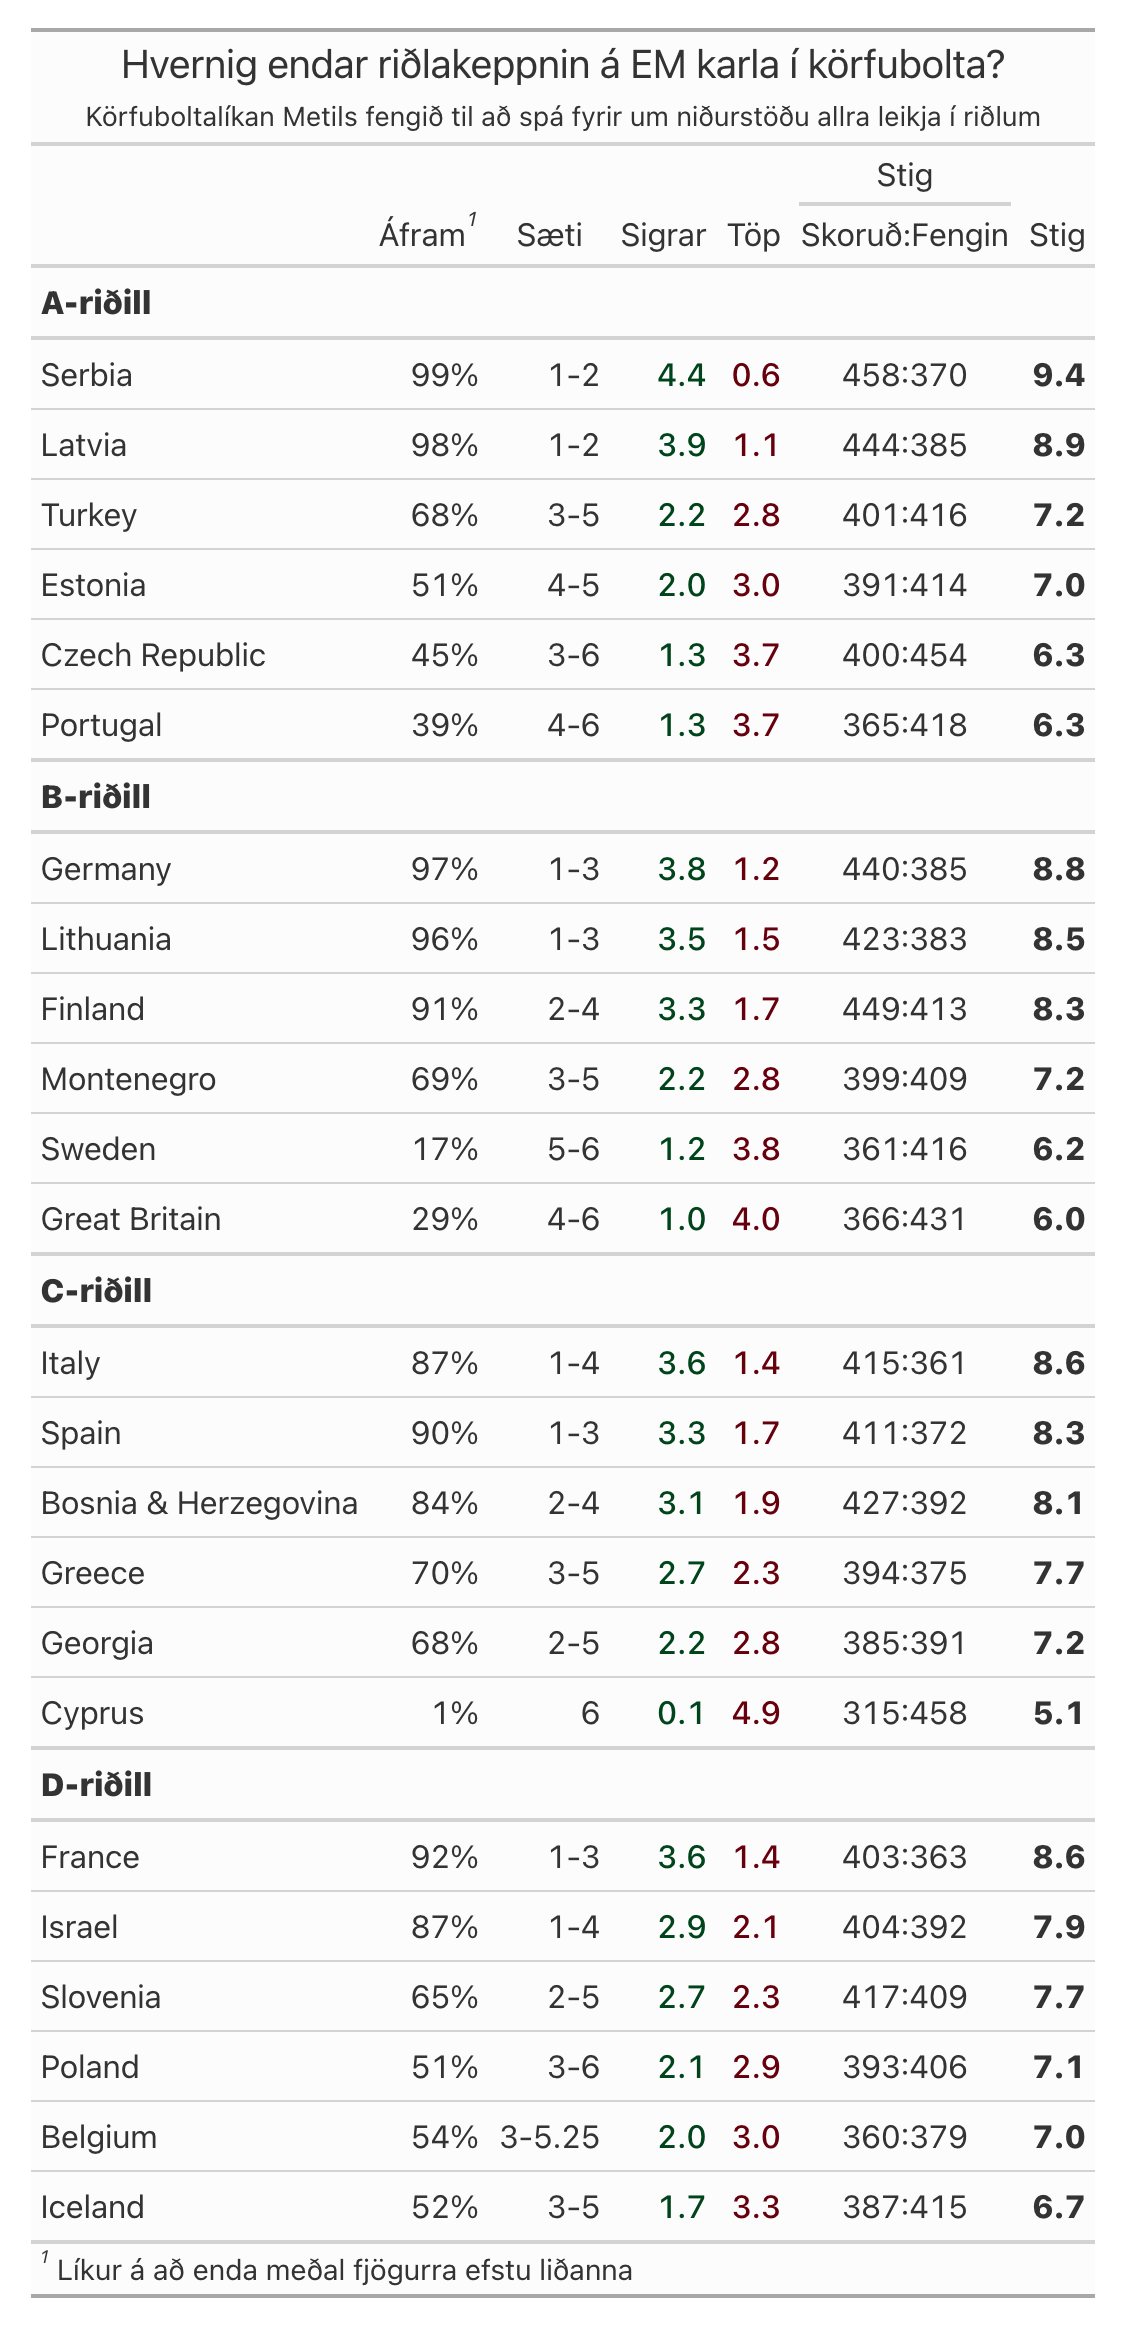 Hvernig endar riðlakeppnin á EM karla í körfubolta?
Körfuboltalíkan Metils fengið til að spá fyrir um niðurstöðu allra leikja í riðlum
Stig
Áfram¹ Sæti Sigrar Töp Skoruð:Fengin Stig
A-riðill
Serbia 99% 1-2 4.4 0.6 458:370 9.4
Latvia 98% 1-2 3.9 1.1 444:385 8.9
Turkey 68% 3-5 2.2 2.8 401:416 7.2
Estonia 51% 4-5 2.0 3.0 391:414 7.0
Czech Republic 45% 3-6 1.3 3.7 400:454 6.3
Portugal 39% 4-6 1.3 3.7 365:418 6.3
B-riðill
Germany 97% 1-3 3.8 1.2 440:385 8.8
Lithuania 96% 1-3 3.5 1.5 423:383 8.5
Finland 91% 2-4 3.3 1.7 449:413 8.3
Montenegro 69% 3-5 2.2 2.8 399:409 7.2
Sweden 17% 5-6 1.2 3.8 361:416 6.2
Great Britain 29% 4-6 1.0 4.0 366:431 6.0
C-riðill
Italy 87% 1-4 3.6 1.4 415:361 8.6
Spain 90% 1-3 3.3 1.7 411:372 8.3
Bosnia & Herzegovina 84% 2-4 3.1 1.9 427:392 8.1
Greece 70% 3-5 2.7 2.3 394:375 7.7
Georgia 68% 2-5 2.2 2.8 385:391 7.2
Cyprus 1% 6 0.1 4.9 315:458 5.1
D-riðill
France 92% 1-3 3.6 1.4 403:363 8.6
Israel 87% 1-4 2.9 2.1 404:392 7.9
Slovenia 65% 2-5 2.7 2.3 417:409 7.7
Poland 51% 3-6 2.1 2.9 393:406 7.1
Belgium 54% 3-5.25 2.0 3.0 360:379 7.0
Iceland 52% 3-5 1.7 3.3 387:415 6.7
¹ Líkur á að enda meðal fjögurra efstu liðanna